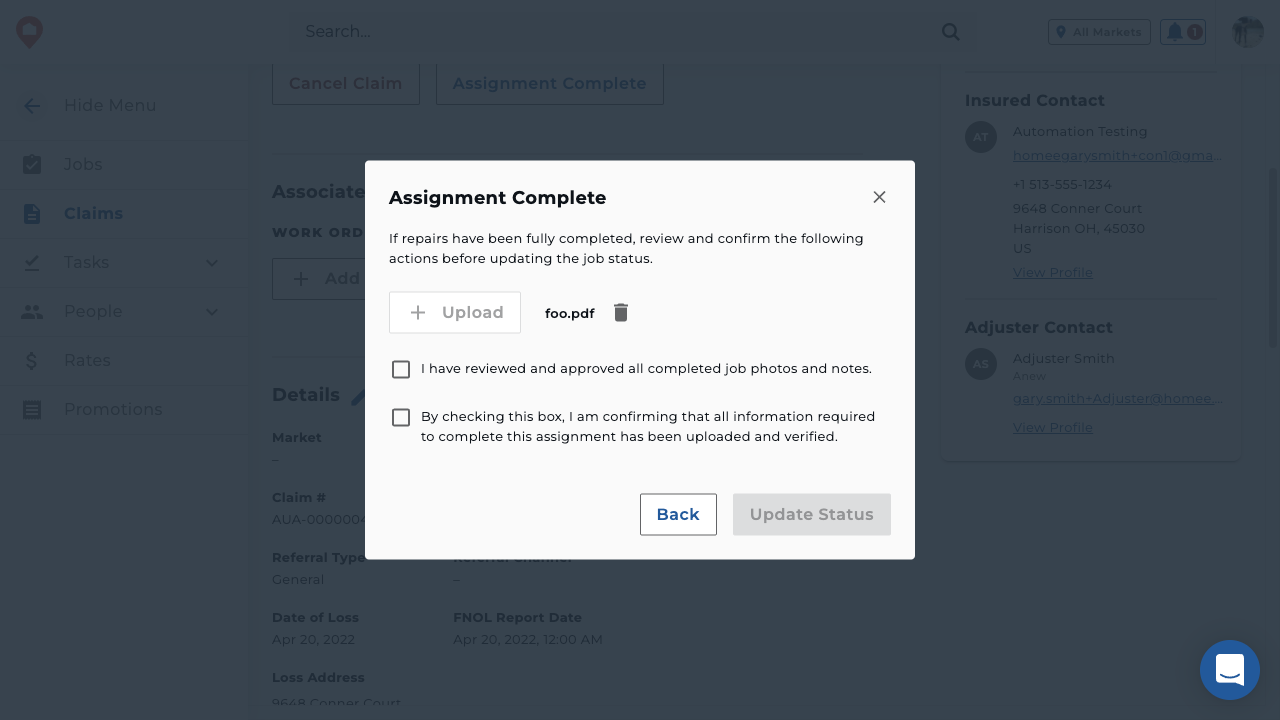 Search...
All Markets
1
Hide Menu
Jobs
Claims
Tasks
People
Rates
Promotions
Cancel Claim
Assignment Complete
Associate
WORK ORD
Add
Details
Market
–
Claim #
AUA-0000004
Referral Type
Referral Channel
General
–
Date of Loss
FNOL Report Date
Apr 20, 2022
Apr 20, 2022, 12:00 AM
Loss Address
9648 Conner Court
Assignment Complete
If repairs have been fully completed, review and confirm the following
actions before updating the job status.
Upload
foo.pdf
I have reviewed and approved all completed job photos and notes.
By checking this box, I am confirming that all information required
to complete this assignment has been uploaded and verified.
Back
Update Status
Insured Contact
AT
Automation Testing
homeegarysmith+con1@gma...
+1 513-555-1234
9648 Conner Court
Harrison OH, 45030
US
View Profile
Adjuster Contact
AS
Adjuster Smith
Anew
gary.smith+Adjuster@homee...
View Profile